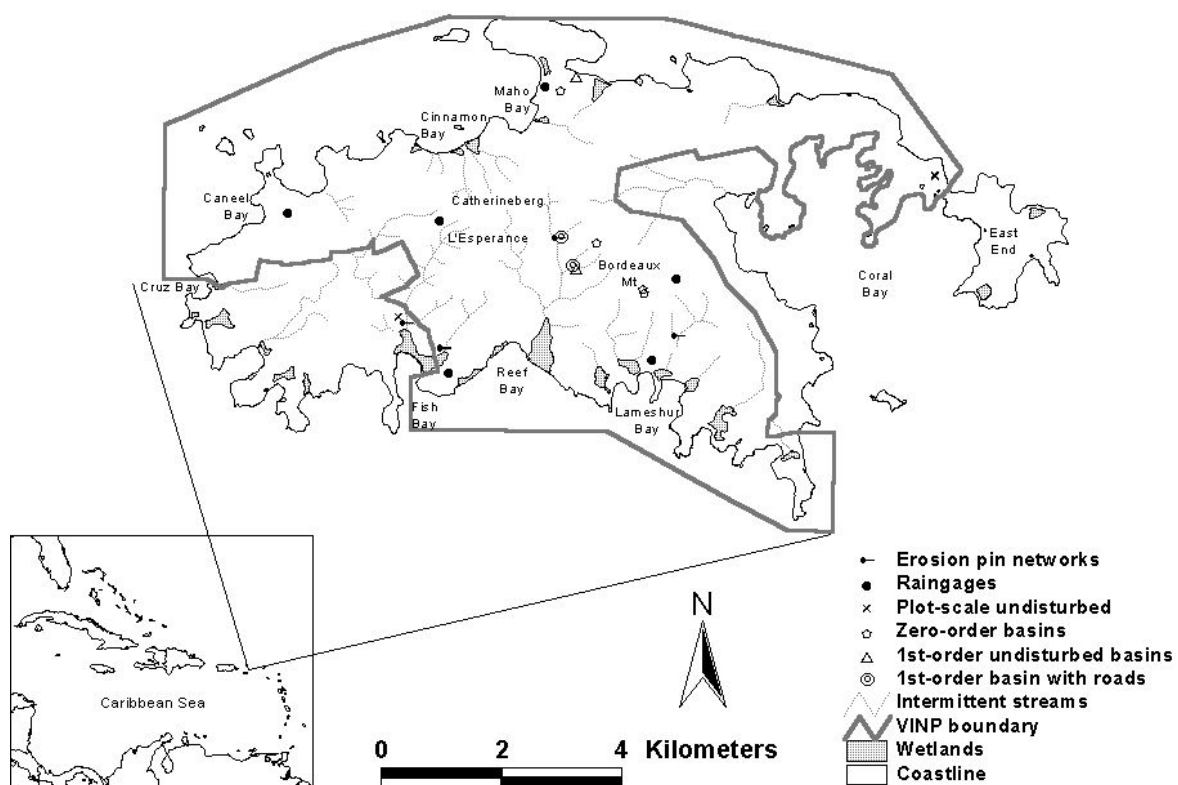 Maho
Bay
Cinnamon
Bay
Caneel
Bay
Catherineberg
L'Esperance
Bordeaux
Mt
East
End
Coral
Bay
Cruz Bay
Reef
Bay
Fish
Bay
Lameshur
Bay
Caribbean Sea
N
0 2 4 Kilometers
Erosion pin networks
Raingages
Plot-scale undisturbed
Zero-order basins
1st-order undisturbed basins
1st-order basin with roads
Intermittent streams
VINP boundary
Wetlands
Coastline